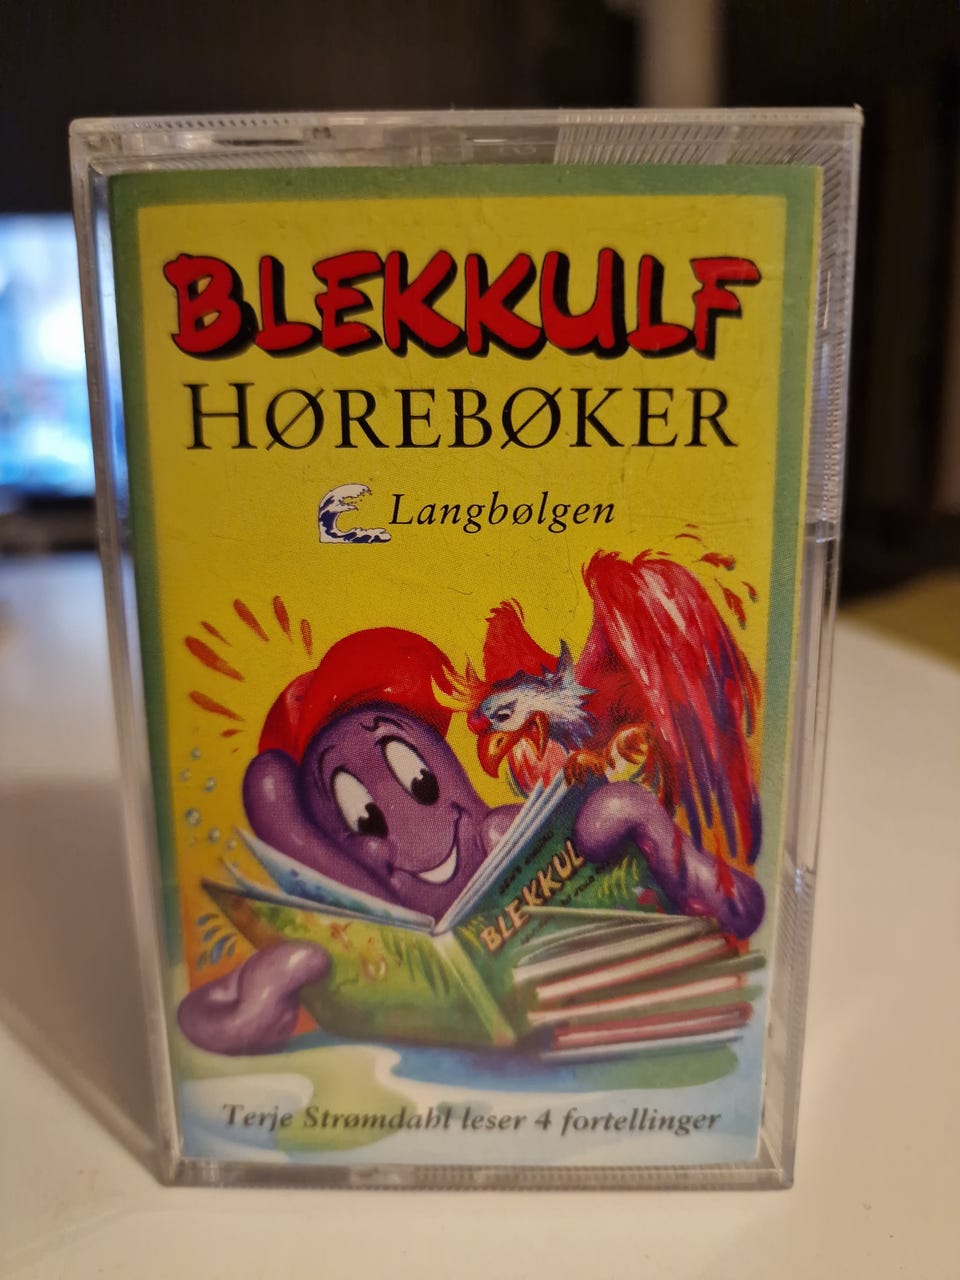 BLEKKULF
HØREBØKER
Langbølgen
BLEKKUL
Terje Strømdahl leser 4 fortellinger